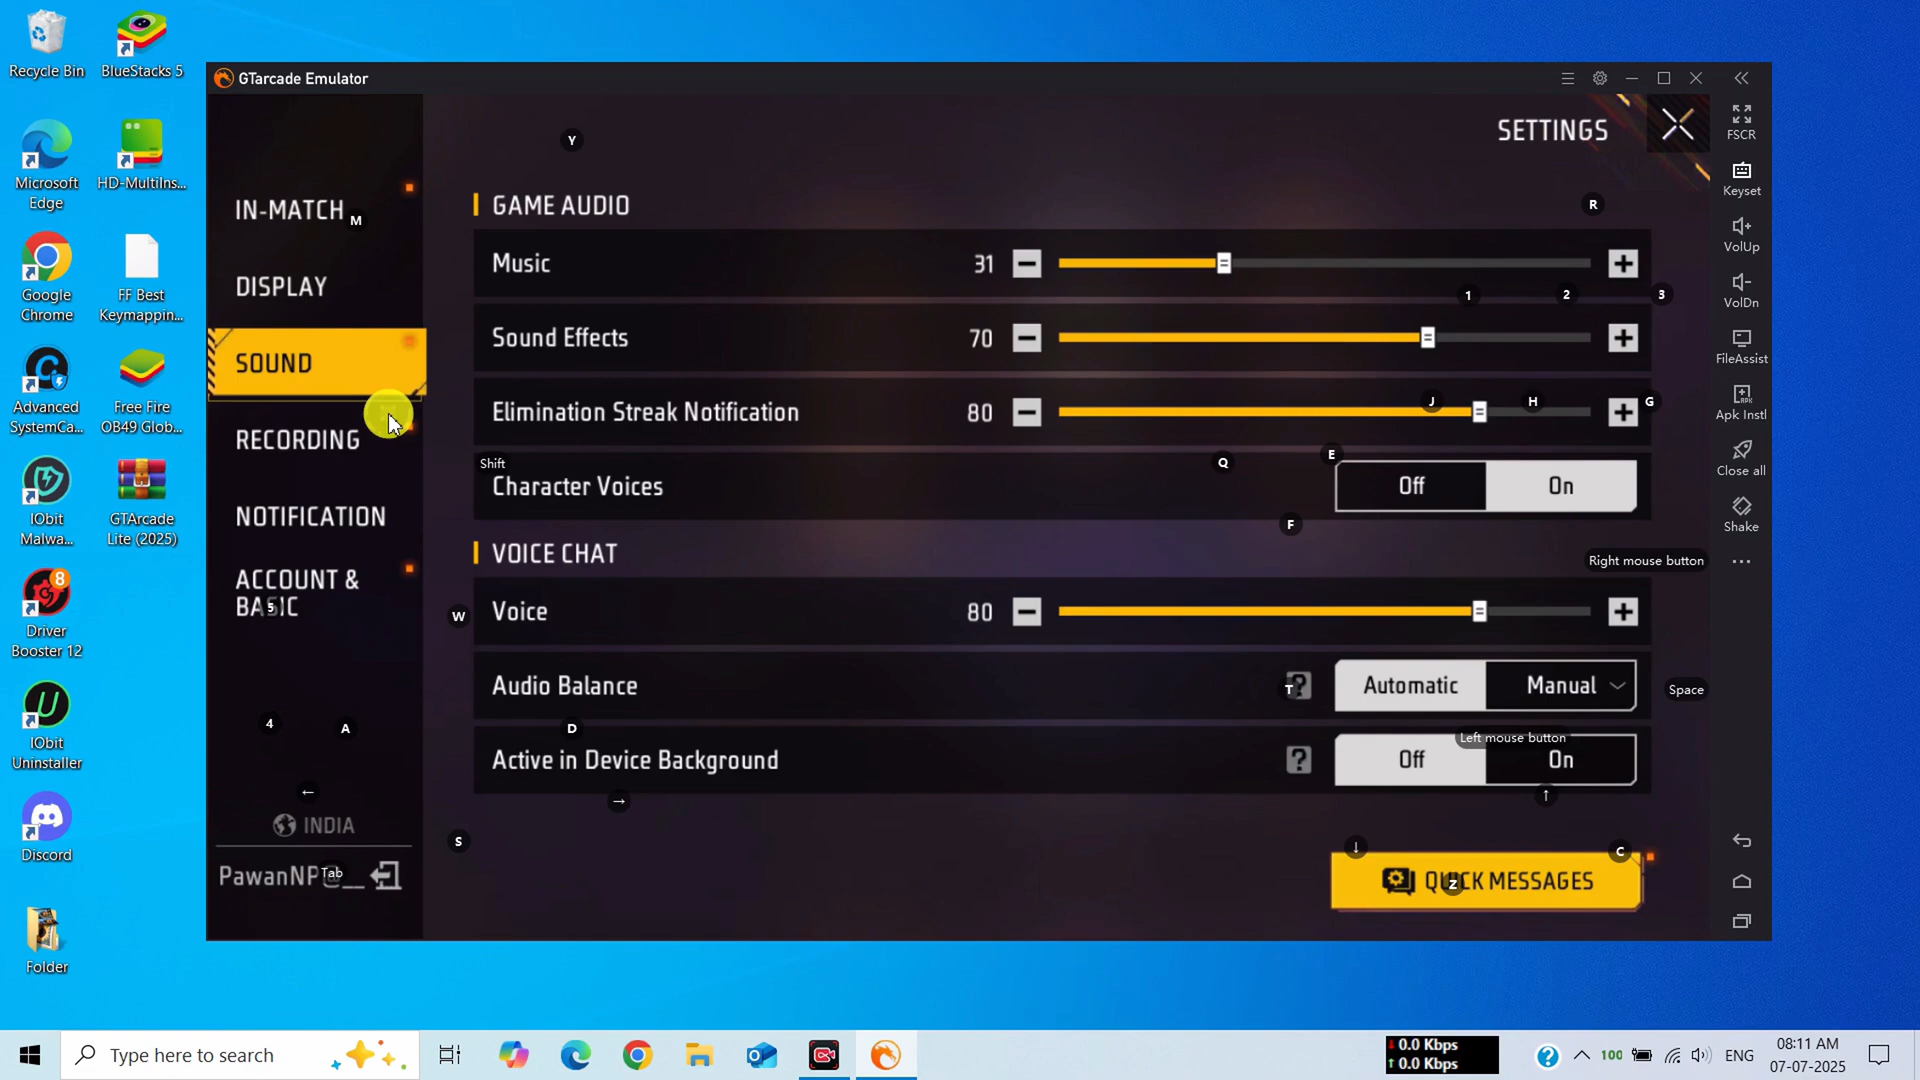 Recycle Bin
BlueStacks 5
Microsoft
Edge
HD-MultiIns...
Google
Chrome
FF Best
Keymappin...
Advanced
SystemCa...
Free Fire
OB49 Glob...
IObit
Malwa...
GTArcade
Lite (2025)
8
Driver
Booster 12
IObit
Uninstaller
Discord
Folder
GTarcade Emulator
SETTINGS
FSCR
Keyset
VolUp
VolDn
FileAssist
Apk Instl
Close all
Shake
Y
IN-MATCH
M
DISPLAY
SOUND
RECORDING
NOTIFICATION
ACCOUNT &
BASIC
5
4
A
←
INDIA
PawanNP@__
Tab
GAME AUDIO
R
Music
31
1
2
3
Sound Effects
70
Elimination Streak Notification
80
J
H
G
Shift
Q
E
Character Voices
Off
On
F
VOICE CHAT
Right mouse button
W
Voice
80
Audio Balance
T
?
Automatic
Manual
Space
D
Left mouse button
Active in Device Background
?
Off
On
→
↑
S
↓
C
QUICK MESSAGES
Z
Type here to search
↓ 0.0 Kbps
↑ 0.0 Kbps
100
ENG
08:11 AM
07-07-2025